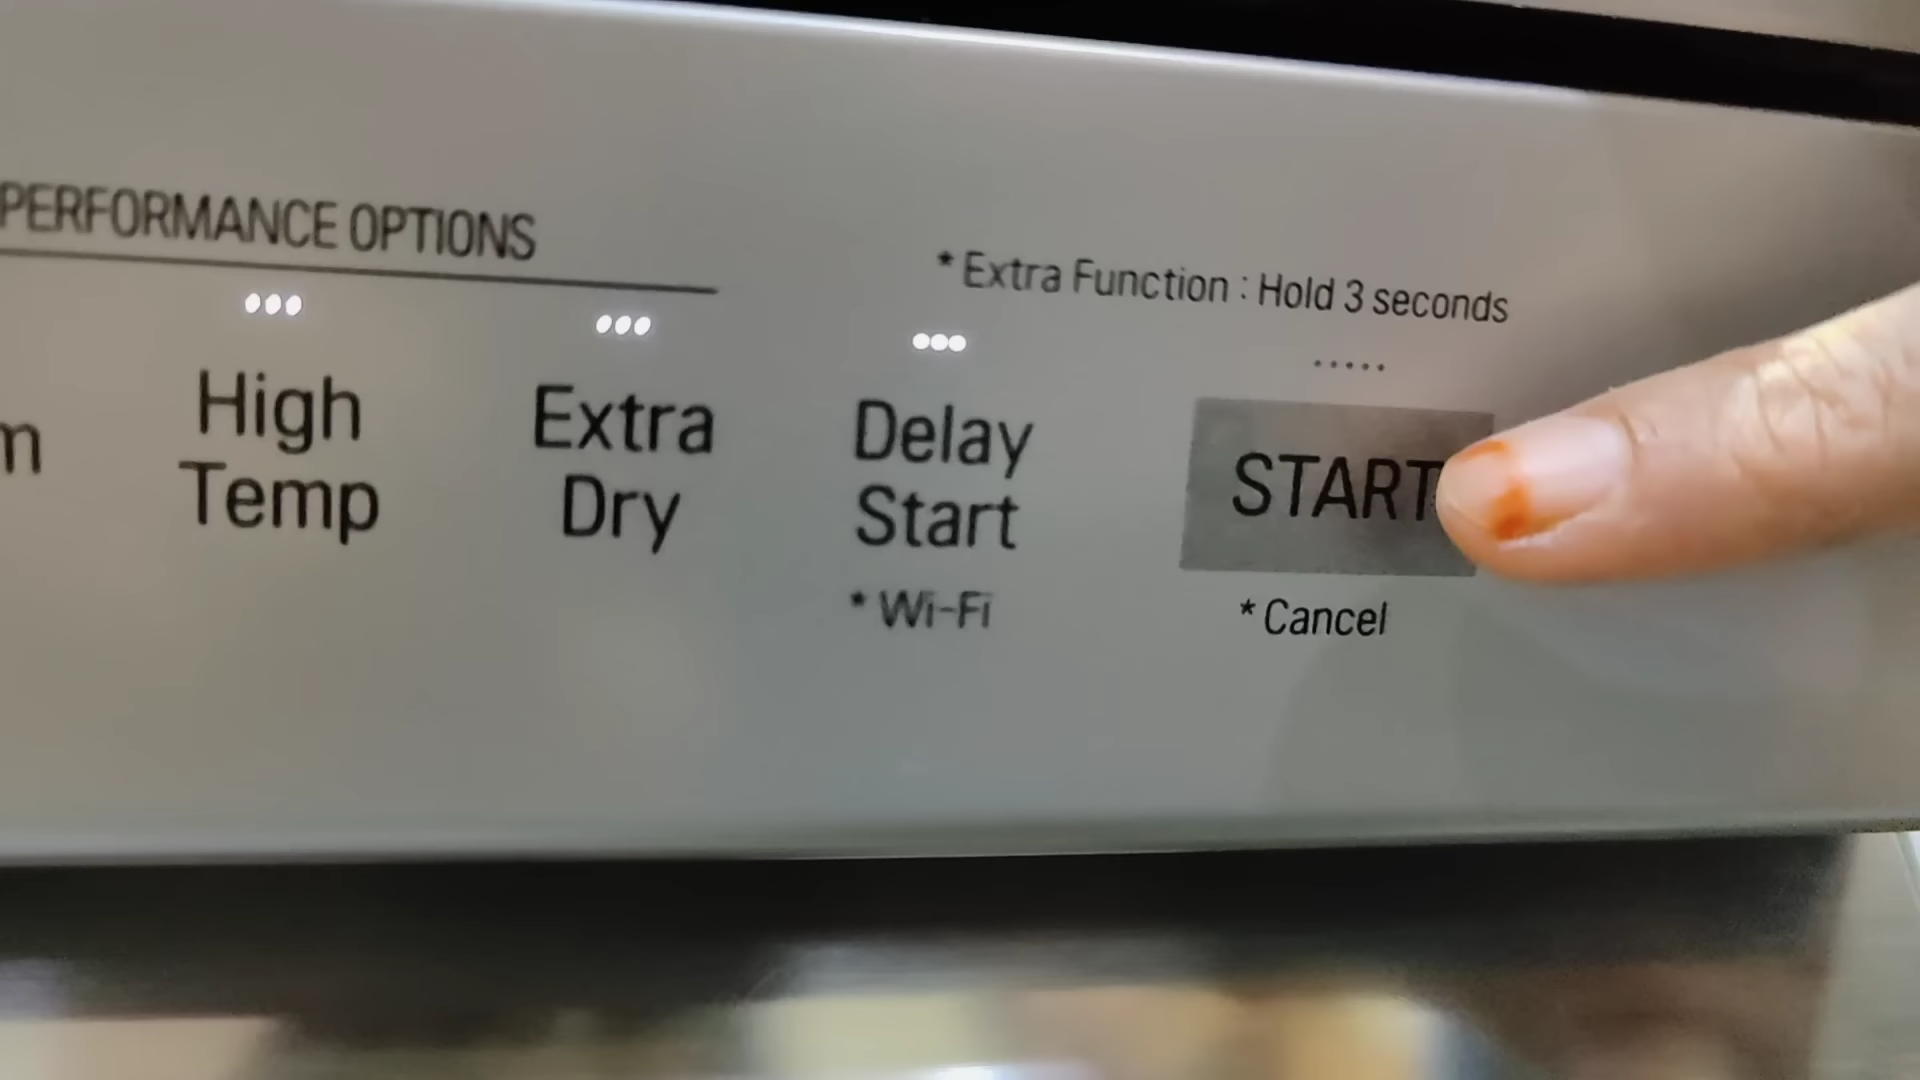 PERFORMANCE OPTIONS
* Extra Function : Hold 3 seconds
High
Temp
Extra
Dry
Delay
Start
* Wi-Fi
START
* Cancel